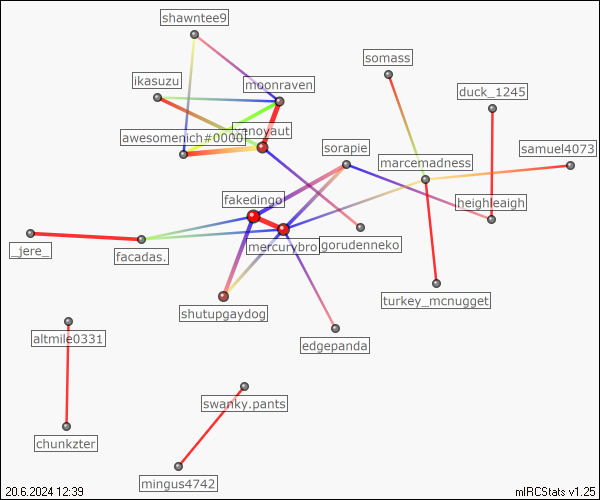 shawntee9
somass
ikasuzu
moonraven
duck_1245
awesomenich#0000
samuel4073
sorapie
marcemadness
fakedingo
heighleaigh
mercurybro
gorudenneko
_jere_
facadas.
turkey_mcnugget
shutupgaydog
altmile0331
edgepanda
swanky.pants
chunkzter
mingus4742
20.6.2024 12:39
mIRCStats v1.25